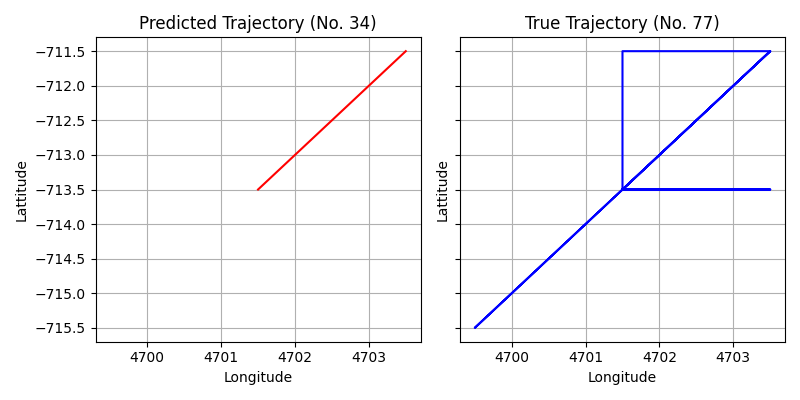 Predicted Trajectory (No. 34)
True Trajectory (No. 77)
−711.5
−712.0
−712.5
−713.0
−713.5
−714.0
−714.5
−715.0
−715.5
Lattitude
4700
4701
4702
4703
Longitude
Lattitude
4700
4701
4702
4703
Longitude